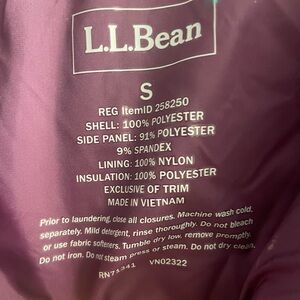 L.L.Bean
S
REG ItemID 258250
SHELL: 100% POLYESTER
SIDE PANEL: 91% POLYESTER
9% SPANDEX
LINING: 100% NYLON
INSULATION: 100% POLYESTER
EXCLUSIVE OF TRIM
MADE IN VIETNAM
Prior to laundering, close all closures. Machine wash cold.
separately. Mild detergent, rinse thoroughly. Do not bleach
or use fabric softeners. Tumble dry low, remove promptly.
Do not iron. Do not steam press or steam. Do not dry clean.
RN71341 VN02322